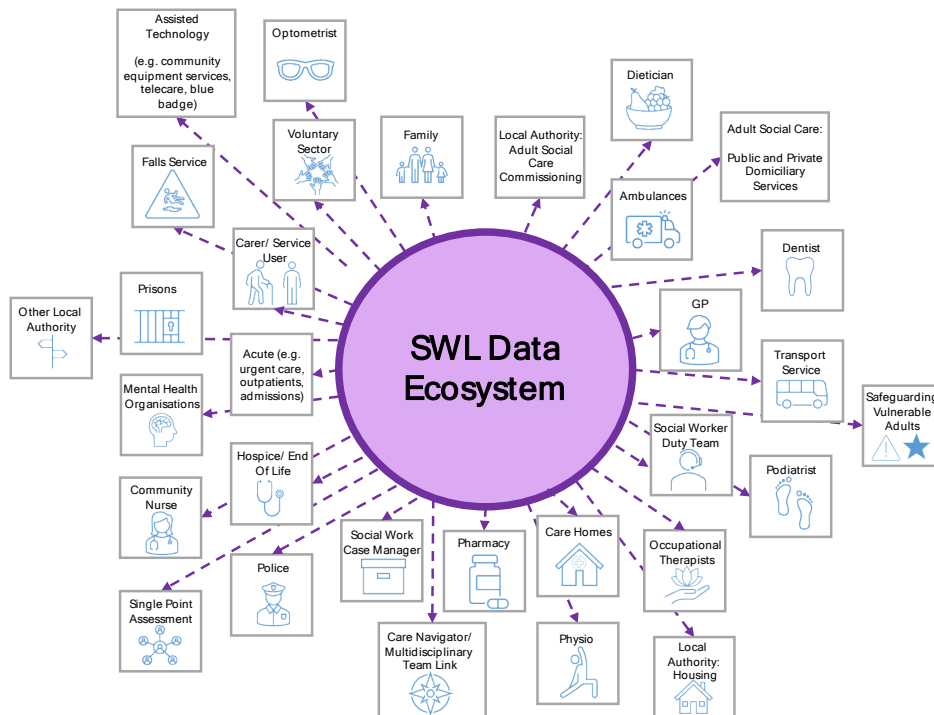 Assisted
Technology
(e.g. community
equipment services,
telecare, blue
badge)
Optometrist
Voluntary
Sector
Family
Local Authority:
Adult Social
Care
Commissioning
Dietician
Adult Social Care:
Public and Private
Domiciliary
Services
Falls Service
Ambulances
Carer/ Service
User
Dentist
Prisons
Other Local
Authority
GP
SWL Data
Ecosystem
Acute (e.g.
urgent care,
outpatients,
admissions)
Transport
Service
Mental Health
Organisations
Safeguarding
Vulnerable
Adults
Social Worker
Duty Team
Hospice/ End
Of Life
Podiatrist
Community
Nurse
Social Work
Case Manager
Pharmacy
Care Homes
Occupational
Therapists
Police
Single Point
Assessment
Care Navigator/
Multidisciplinary
Team Link
Physio
Local
Authority:
Housing